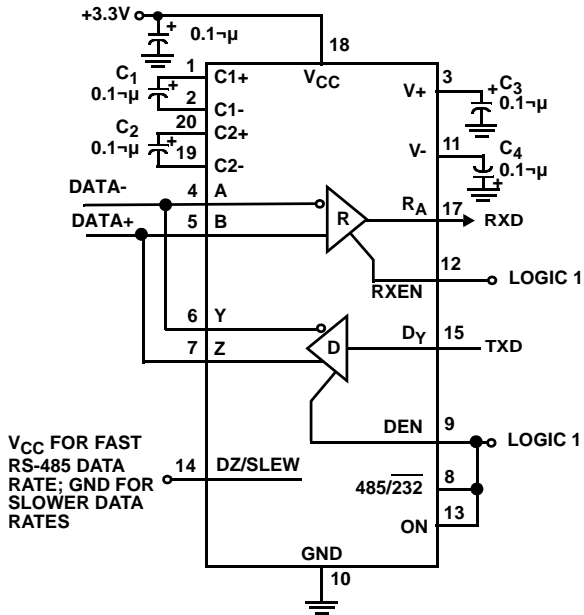 +3.3V
0.1¬µ
18
1
C1
0.1¬µ
C1+
VCC
3
V+
C3
0.1¬µ
2
C1-
20
C2
0.1¬µ
C2+
19
C2-
11
V-
C4
0.1¬µ
DATA-
4
A
R
RA
17
RXD
DATA+
5
B
12
RXEN
LOGIC 1
6
Y
D
DY
15
TXD
7
Z
DEN
9
LOGIC 1
VCC FOR FAST
RS-485 DATA
RATE; GND FOR
SLOWER DATA
RATES
14
DZ/SLEW
485/232
8
13
ON
GND
10